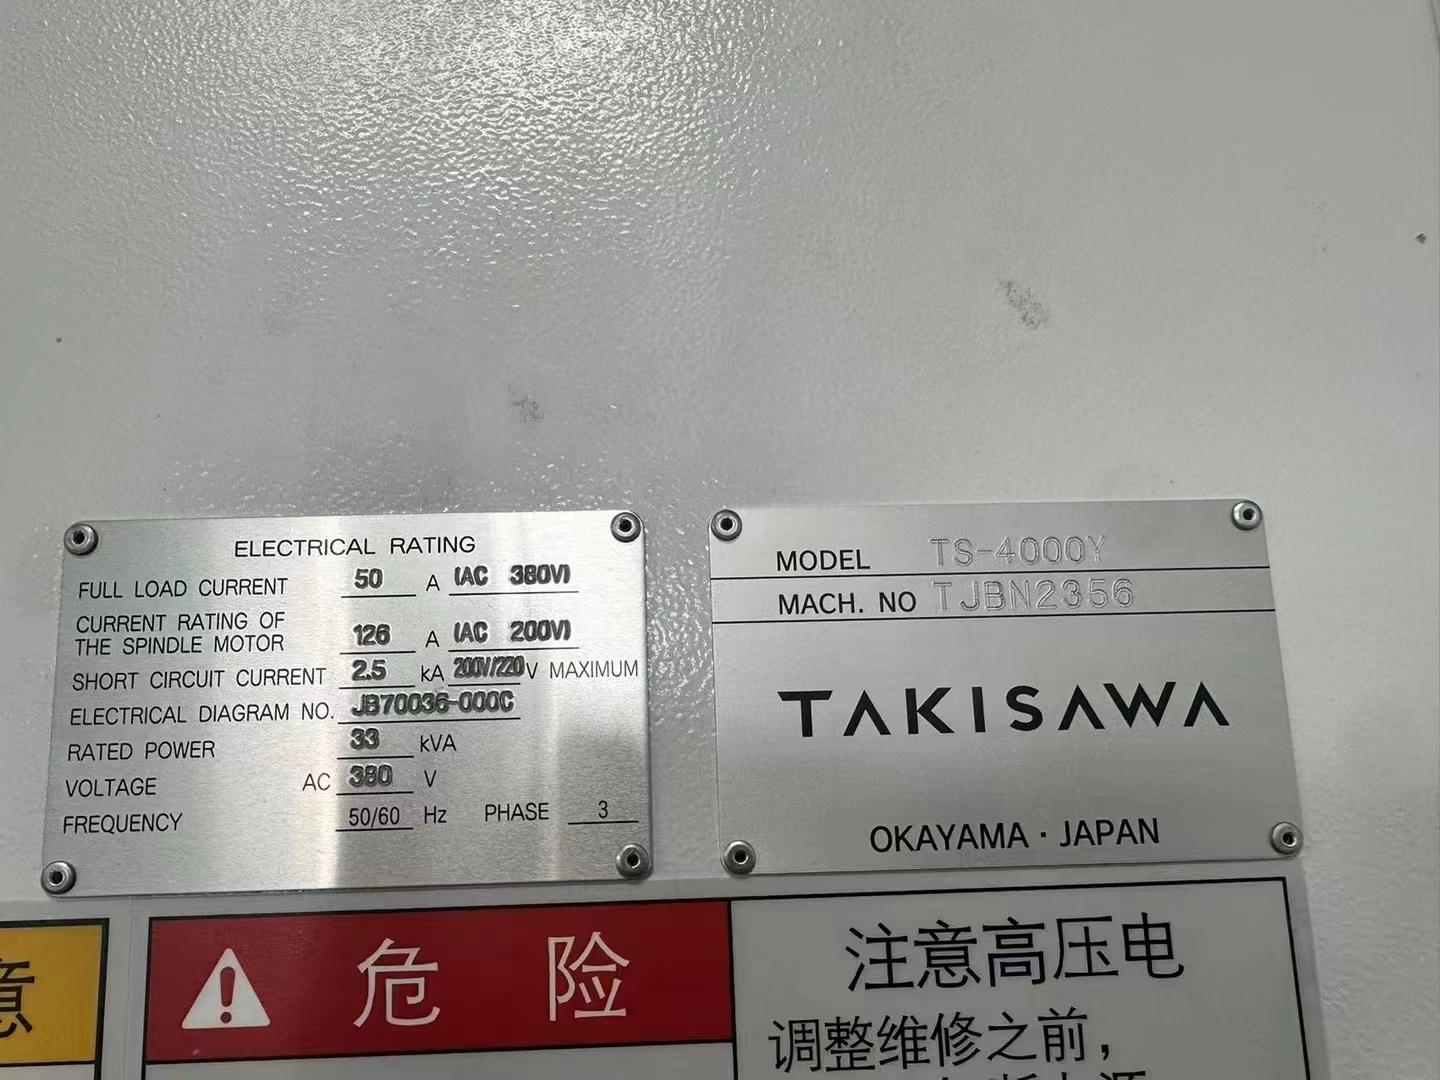 ELECTRICAL RATING
FULL LOAD CURRENT 50 A (AC 380V)
CURRENT RATING OF
THE SPINDLE MOTOR 126 A (AC 200V)
SHORT CIRCUIT CURRENT 2.5 kA 200V/220 V MAXIMUM
ELECTRICAL DIAGRAM NO. JB70036-000C
RATED POWER 33 kVA
VOLTAGE AC 380 V
FREQUENCY 50/60 Hz PHASE 3
MODEL TS-4000Y
MACH. NO TJBN2356
TAKISAWA
OKAYAMA · JAPAN
意
危 险
注意高压电
调整维修之前，